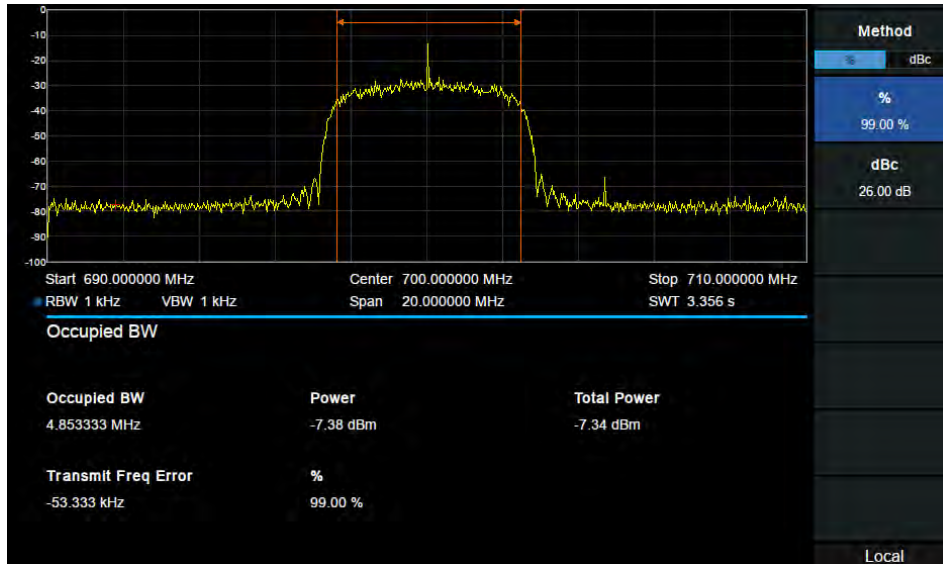 0
-10
-20
-30
-40
-50
-60
-70
-80
-90
-100
Start 690.000000 MHz Center 700.000000 MHz Stop 710.000000 MHz
RBW 1 kHz VBW 1 kHz Span 20.000000 MHz SWT 3.356 s
Occupied BW
Occupied BW Power Total Power
4.853333 MHz -7.38 dBm -7.34 dBm
Transmit Freq Error %
-53.333 kHz 99.00 %
Method
% dBc
%
99.00 %
dBc
26.00 dB
Local